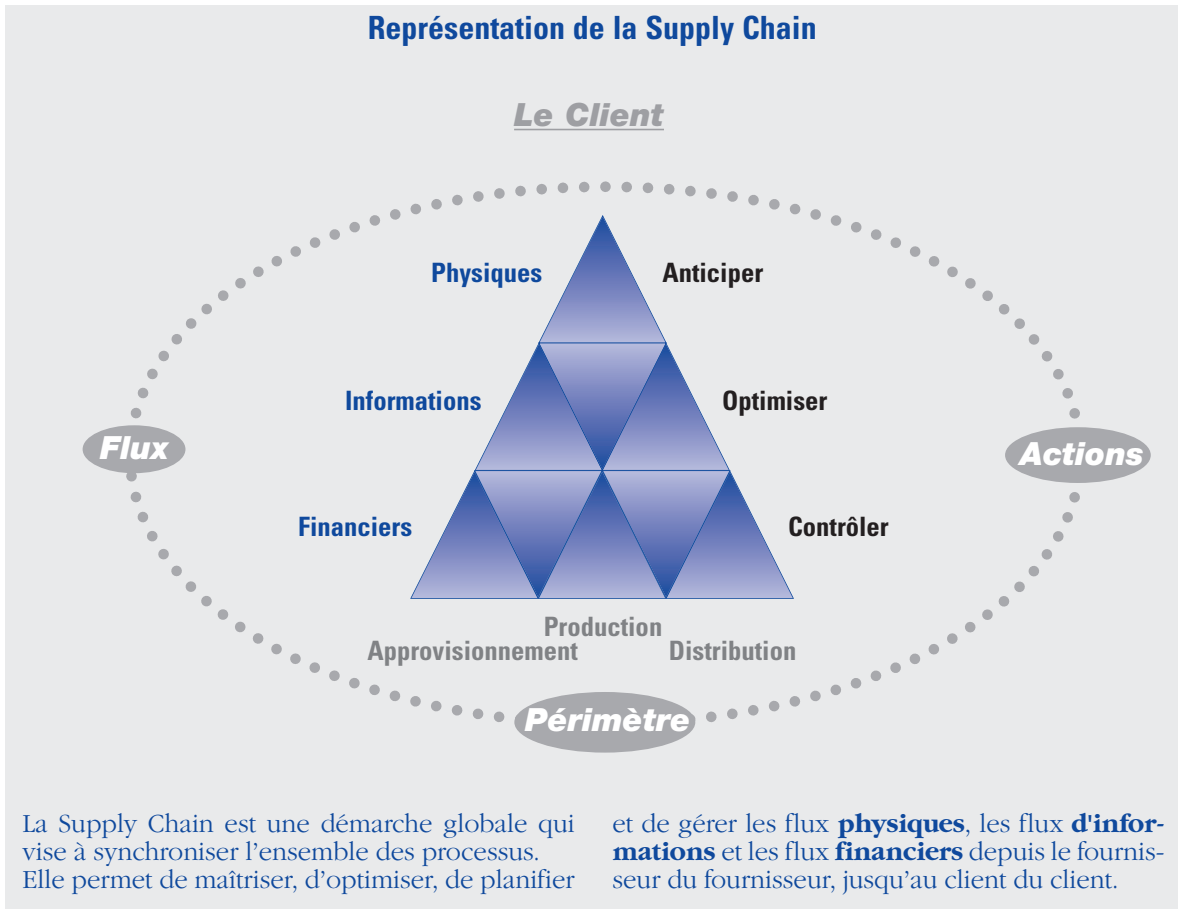 Représentation de la Supply Chain
Le Client
Physiques
Anticiper
Informations
Optimiser
Flux
Actions
Financiers
Contrôler
Production
Approvisionnement
Distribution
Périmètre
La Supply Chain est une démarche globale qui
vise à synchroniser l’ensemble des processus.
Elle permet de maîtriser, d’optimiser, de planifier
et de gérer les flux physiques, les flux d'infor-
mations et les flux financiers depuis le fournis-
seur du fournisseur, jusqu’au client du client.